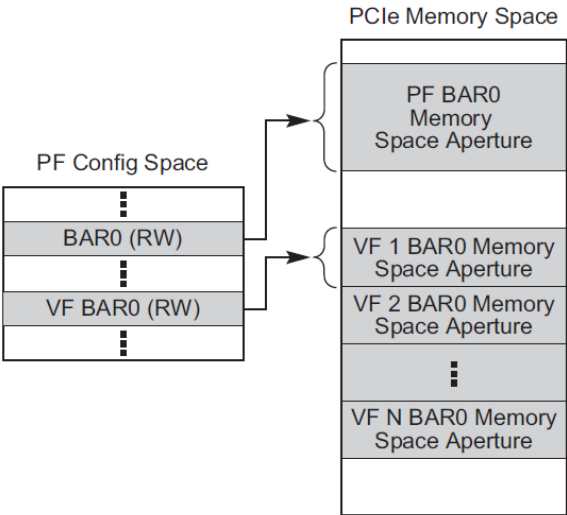 PCIe Memory Space
PF BAR0
Memory
Space Aperture
PF Config Space
BAR0 (RW)
VF BAR0 (RW)
VF 1 BAR0 Memory
Space Aperture
VF 2 BAR0 Memory
Space Aperture
VF N BAR0 Memory
Space Aperture